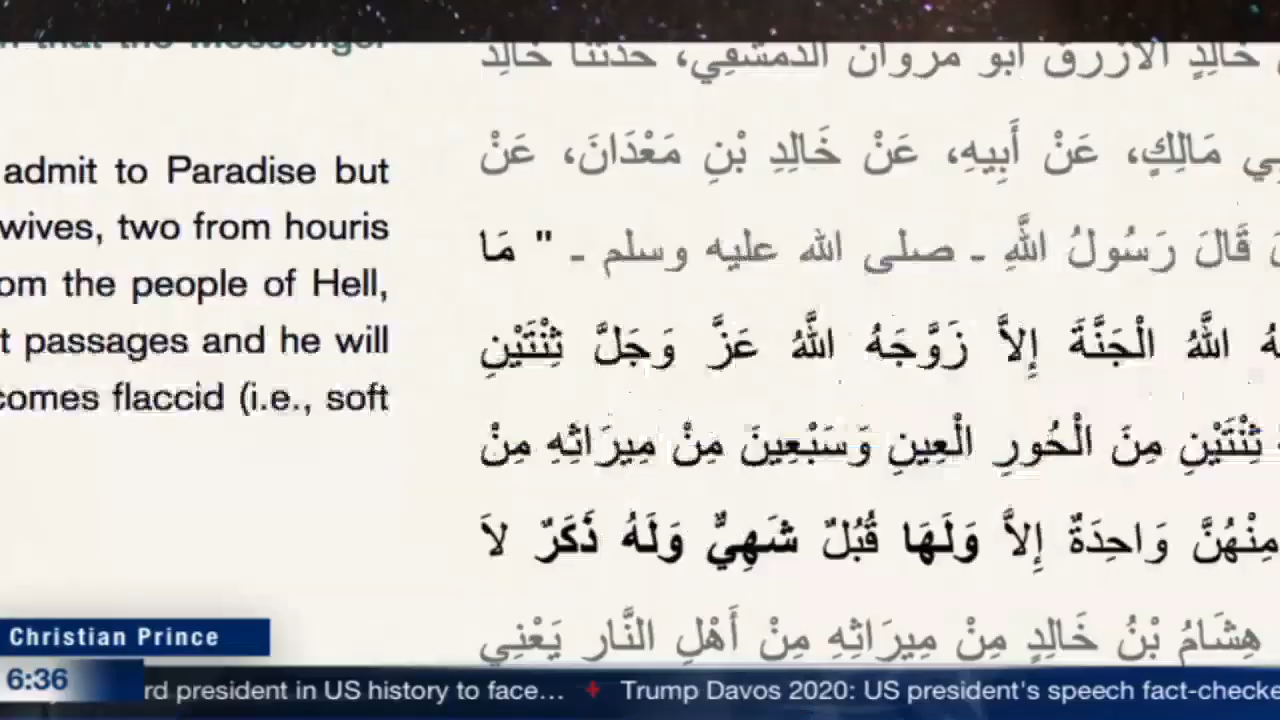 that the Messenger
admit to Paradise but
wives, two from houris
om the people of Hell,
t passages and he will
comes flaccid (i.e., soft
خَالِدٍ الأَزْرَقُ أَبُو مَرْوَانَ الدِّمَشْقِيُّ، حَدَّثَنَا خَالِدُ
مَالِكٍ، عَنْ أَبِيهِ، عَنْ خَالِدِ بْنِ مَعْدَانَ، عَنْ
قَالَ رَسُولُ اللَّهِ ـ صلى الله عليه وسلم ـ " مَا
اللَّهُ الْجَنَّةَ إِلاَّ زَوَّجَهُ اللَّهُ عَزَّ وَجَلَّ ثِنْتَيْنِ
ثِنْتَيْنِ مِنَ الْحُورِ الْعِينِ وَسَبْعِينَ مِنْ مِيرَاثِهِ مِنْ
مِنْهُنَّ وَاحِدَةٌ إِلاَّ وَلَهَا قُبُلٌ شَهِيٌّ وَلَهُ ذَكَرٌ لاَ
هِشَامُ بْنُ خَالِدٍ مِنْ مِيرَاثِهِ مِنْ أَهْلِ النَّارِ يَعْنِي
Christian Prince
6:36
rd president in US history to face... + Trump Davos 2020: US president's speech fact-checke